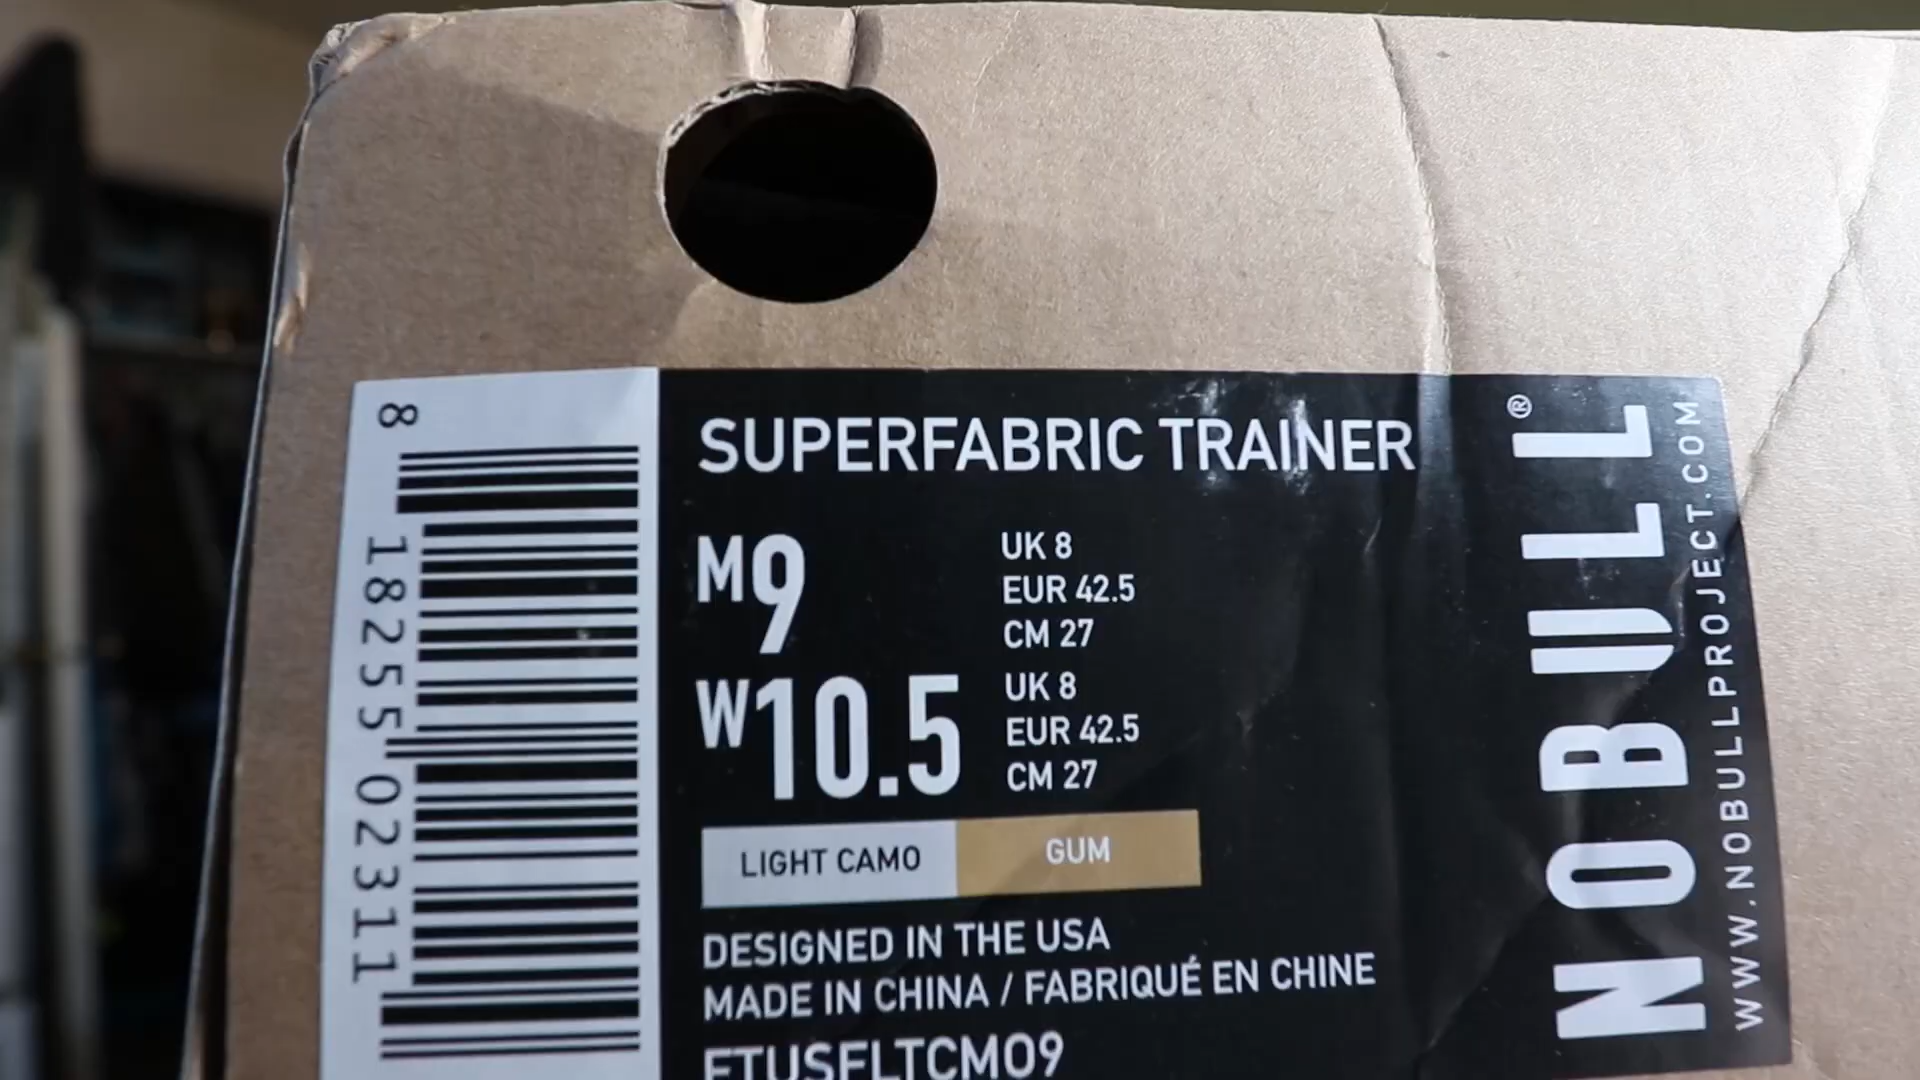 8 18255 02311
SUPERFABRIC TRAINER
M9
UK 8
EUR 42.5
CM 27
W10.5
UK 8
EUR 42.5
CM 27
LIGHT CAMO
GUM
DESIGNED IN THE USA
MADE IN CHINA / FABRIQUÉ EN CHINE
NOBULL®
WWW.NOBULLPROJECT.COM